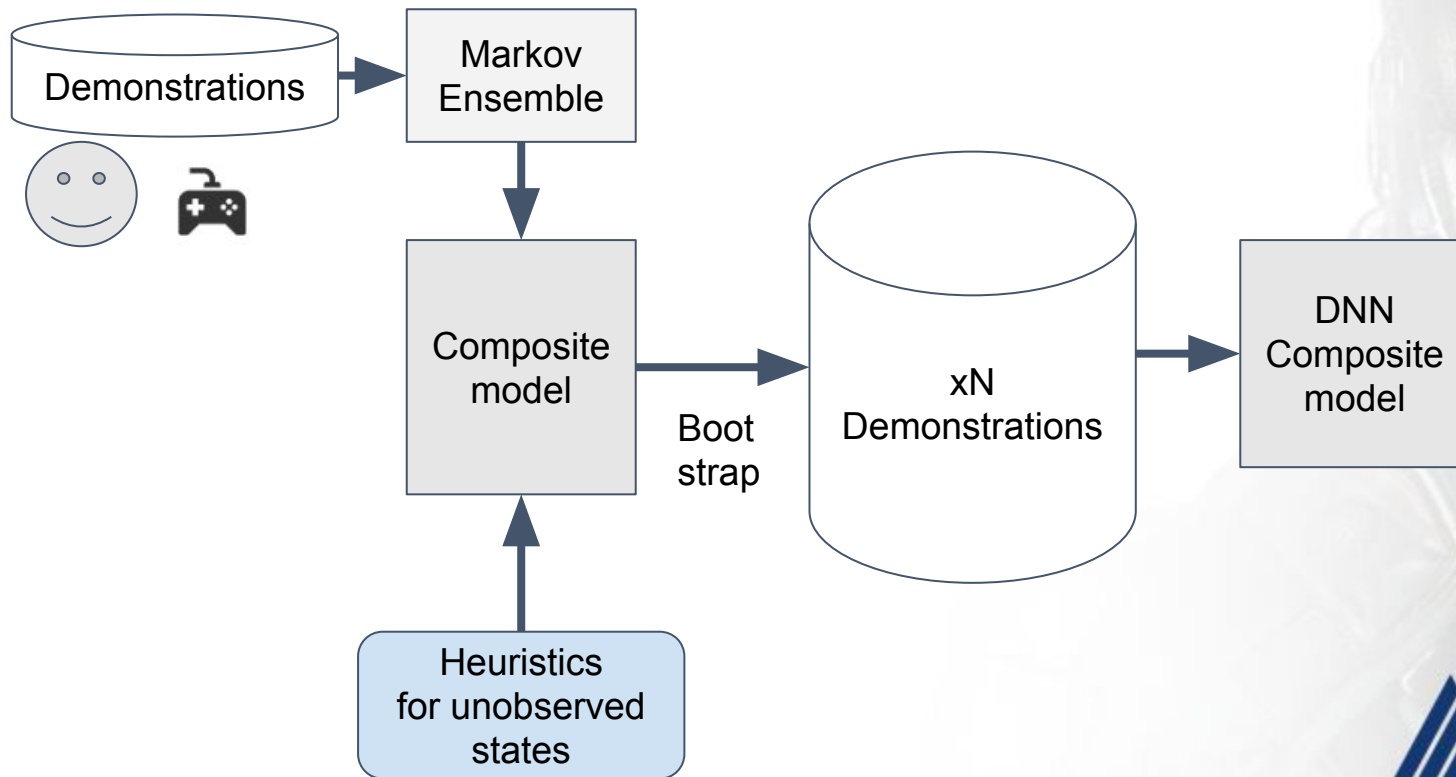 Demonstrations
Markov
Ensemble
Composite
model
Boot
strap
xN
Demonstrations
DNN
Composite
model
Heuristics
for unobserved
states